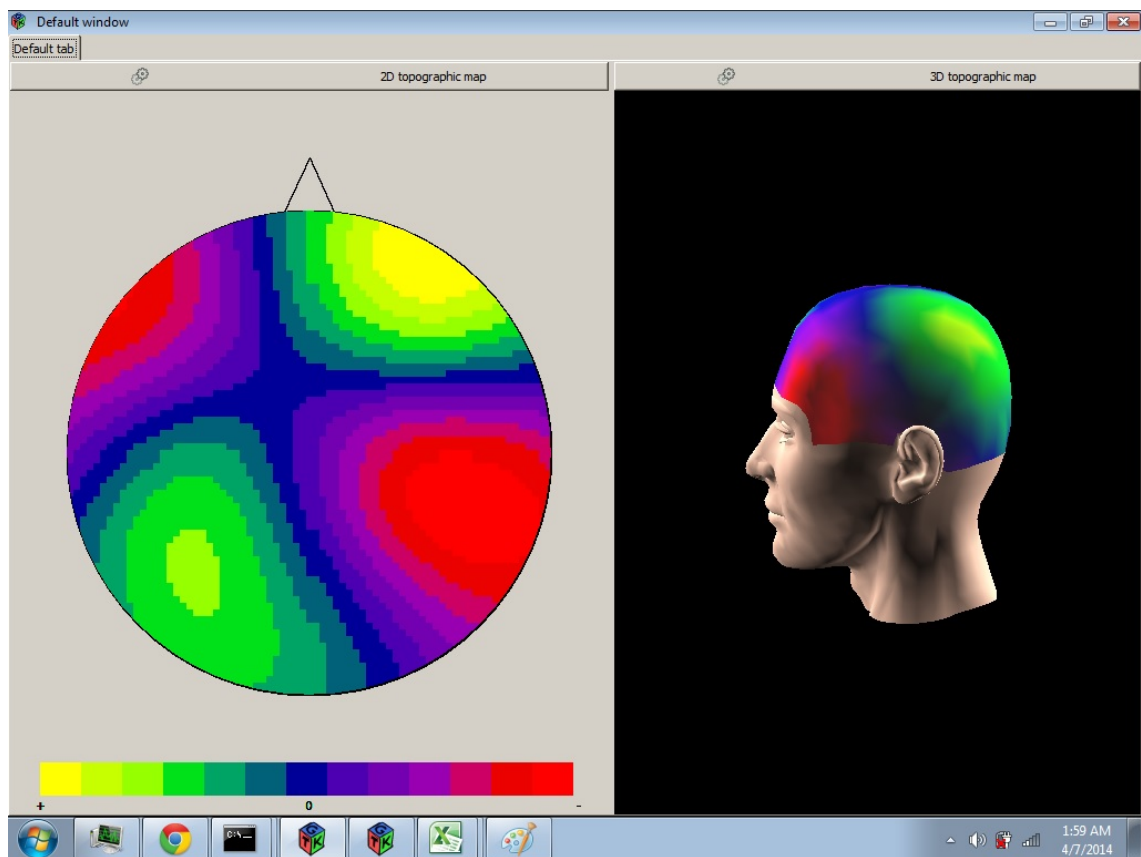 Default window
Default tab
2D topographic map
3D topographic map
+ 0 -
C:\
1:59 AM
4/7/2014